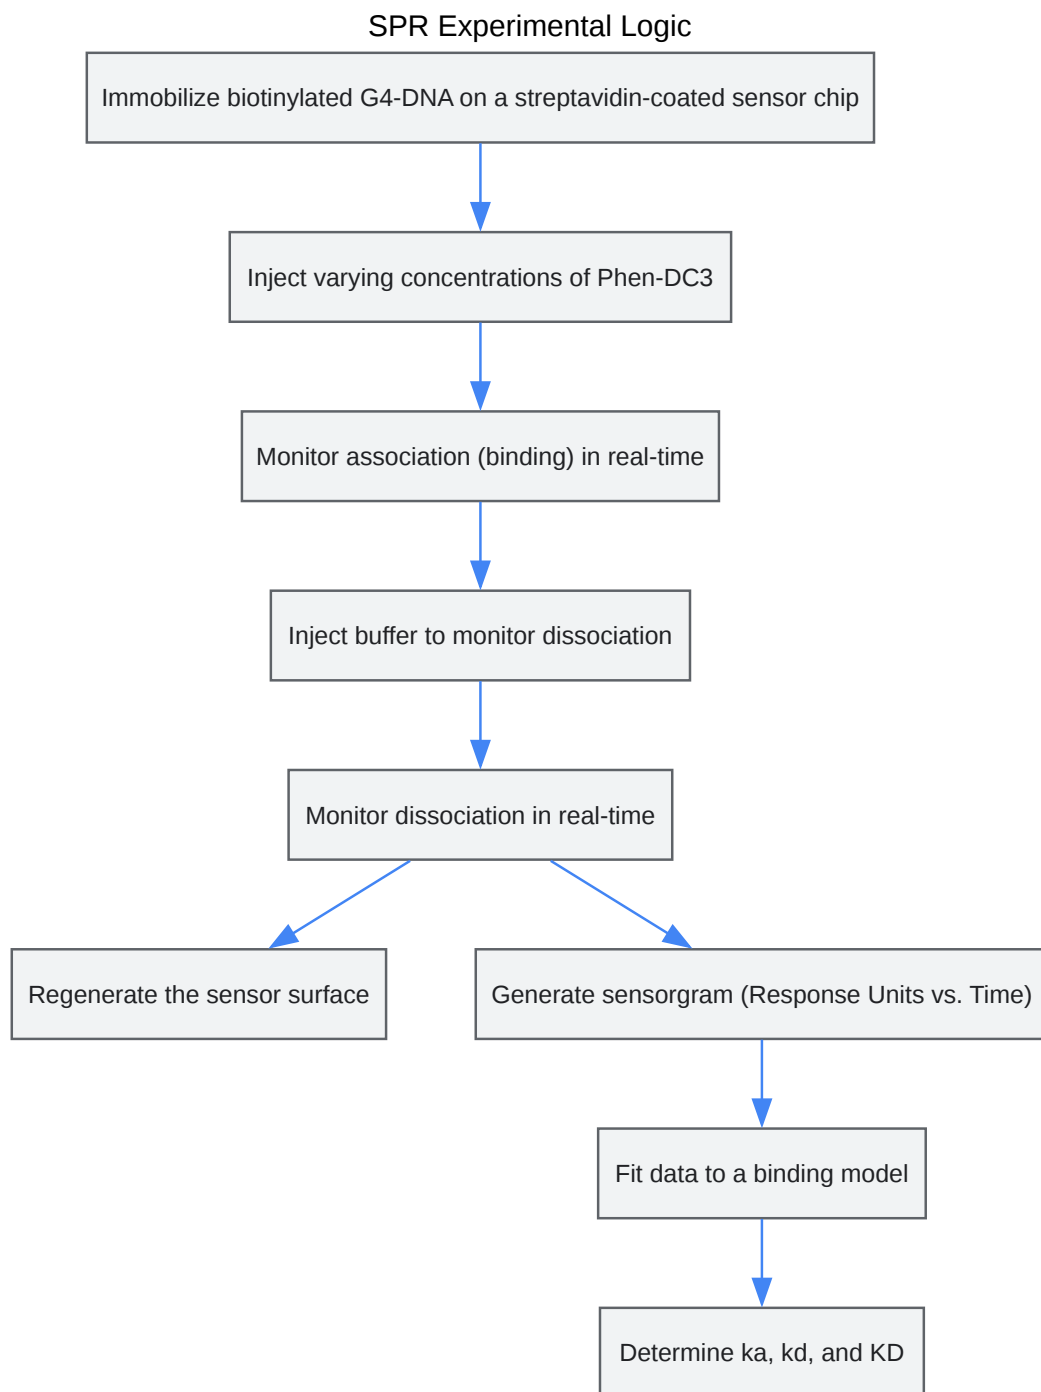 SPR Experimental Logic
Immobilize biotinylated G4-DNA on a streptavidin-coated sensor chip
Inject varying concentrations of Phen-DC3
Monitor association (binding) in real-time
Inject buffer to monitor dissociation
Monitor dissociation in real-time
Regenerate the sensor surface
Generate sensorgram (Response Units vs. Time)
Fit data to a binding model
Determine ka, kd, and KD